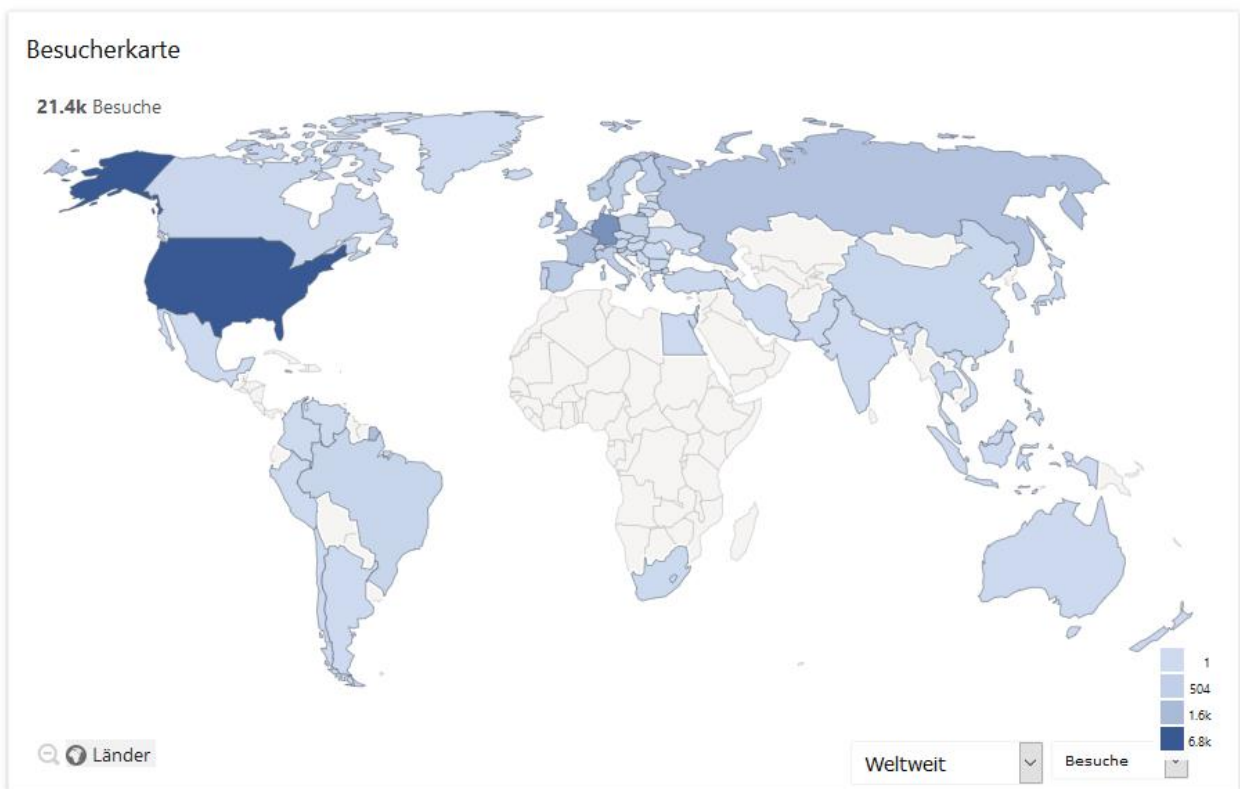 Besucherkarte
21.4k Besuche
1
504
1.6k
6.8k
Länder
Weltweit
Besuche